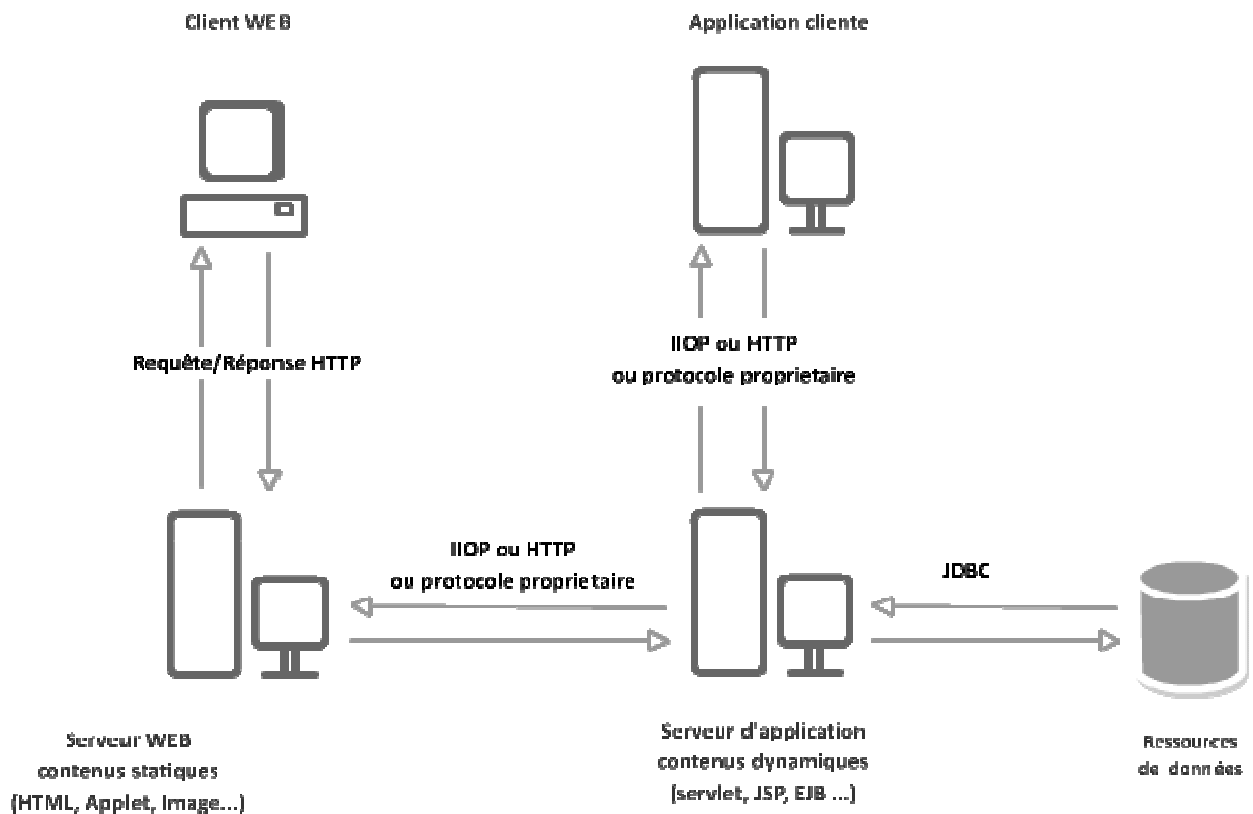 Client WEB
Application cliente
Requête/Réponse HTTP
IIOP ou HTTP
ou protocole proprietaire
IIOP ou HTTP
ou protocole proprietaire
JDBC
Serveur WEB
contenus statiques
(HTML, Applet, Image...)
Serveur d'application
contenus dynamiques
(servlet, JSP, EJB ...)
Ressources
de données